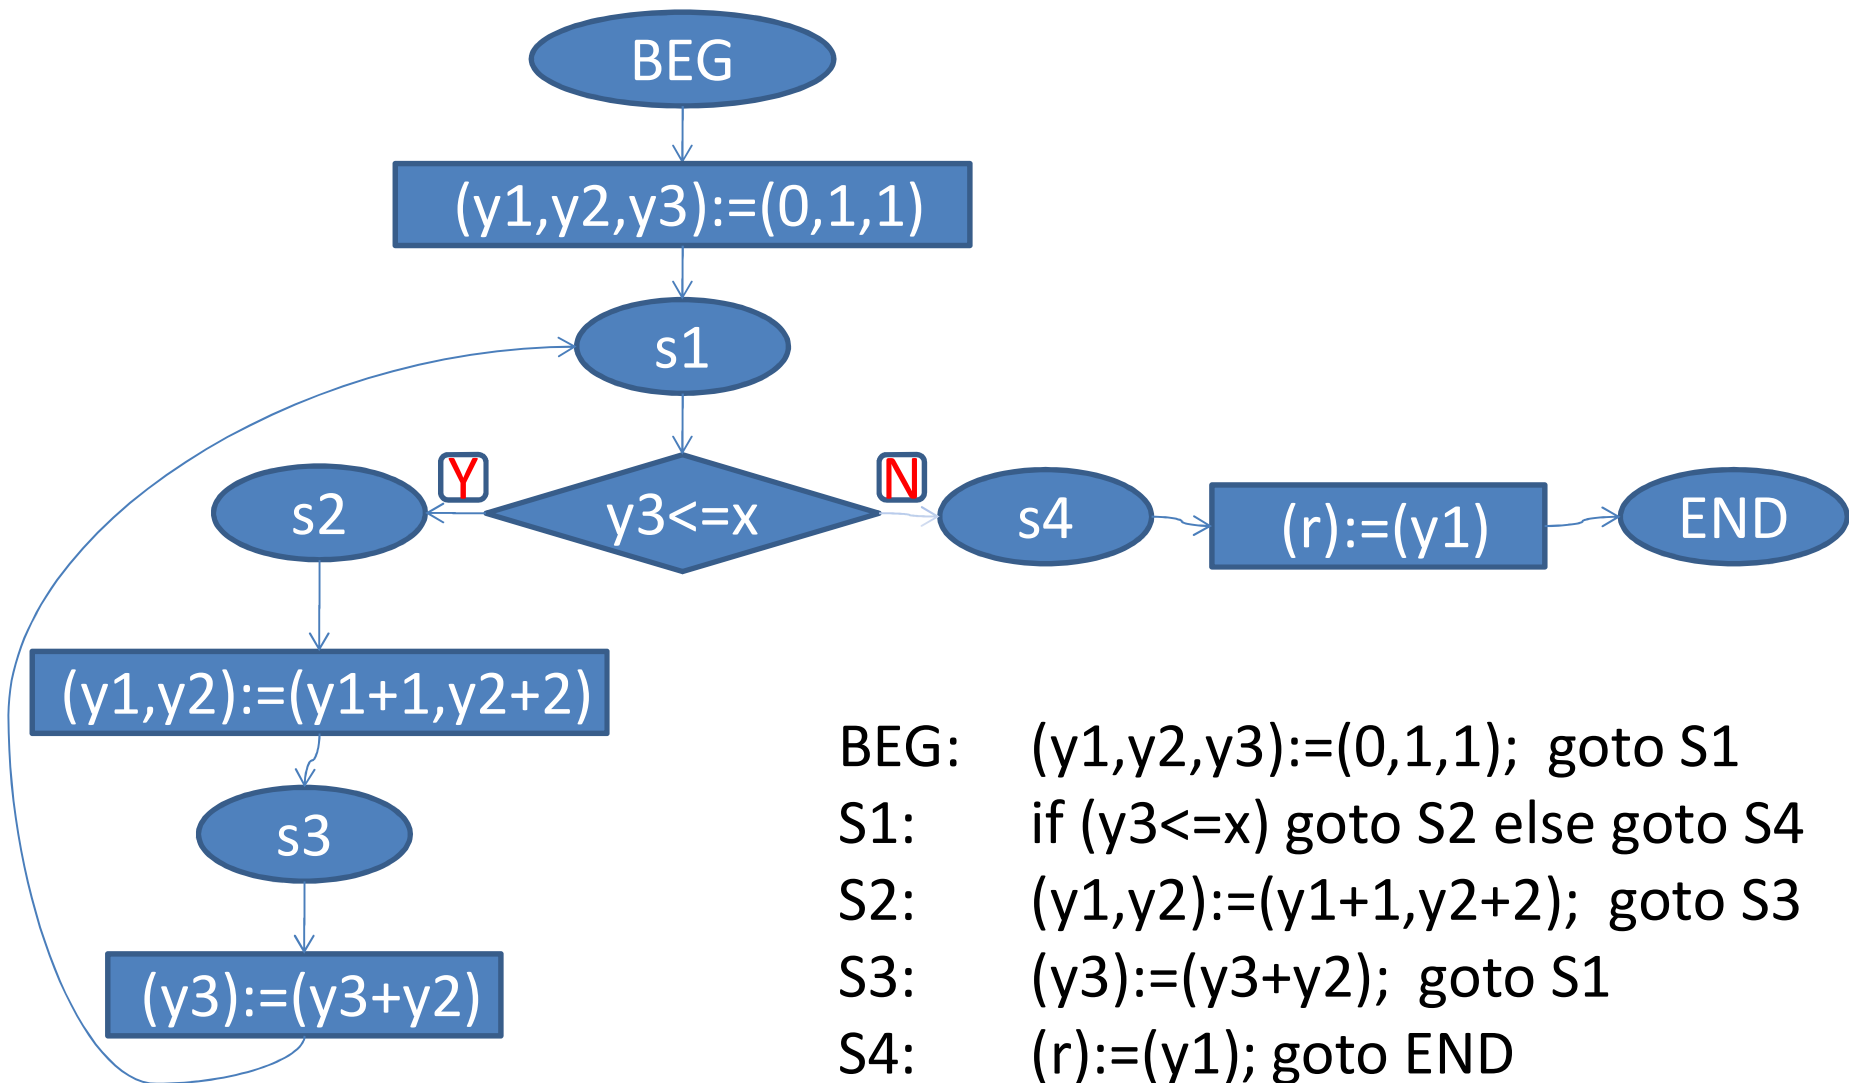 BEG
(y1,y2,y3):=(0,1,1)
s1
Y
N
s2
y3<=x
s4
(r):=(y1)
END
(y1,y2):=(y1+1,y2+2)
s3
(y3):=(y3+y2)
BEG: (y1,y2,y3):=(0,1,1); goto S1
S1: if (y3<=x) goto S2 else goto S4
S2: (y1,y2):=(y1+1,y2+2); goto S3
S3: (y3):=(y3+y2); goto S1
S4: (r):=(y1); goto END